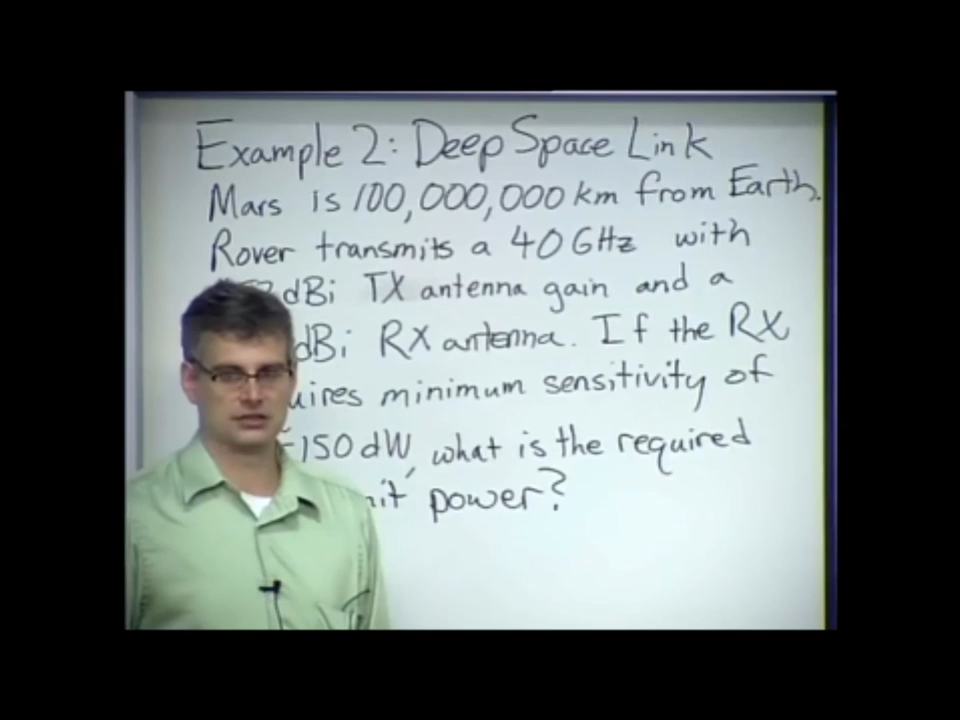 Example 2: Deep Space Link
Mars is 100,000,000 km from Earth.
Rover transmits a 40 GHz with
dBi TX antenna gain and a
dBi RX antenna. If the RX
uires minimum sensitivity of
-150 dW, what is the required
power?